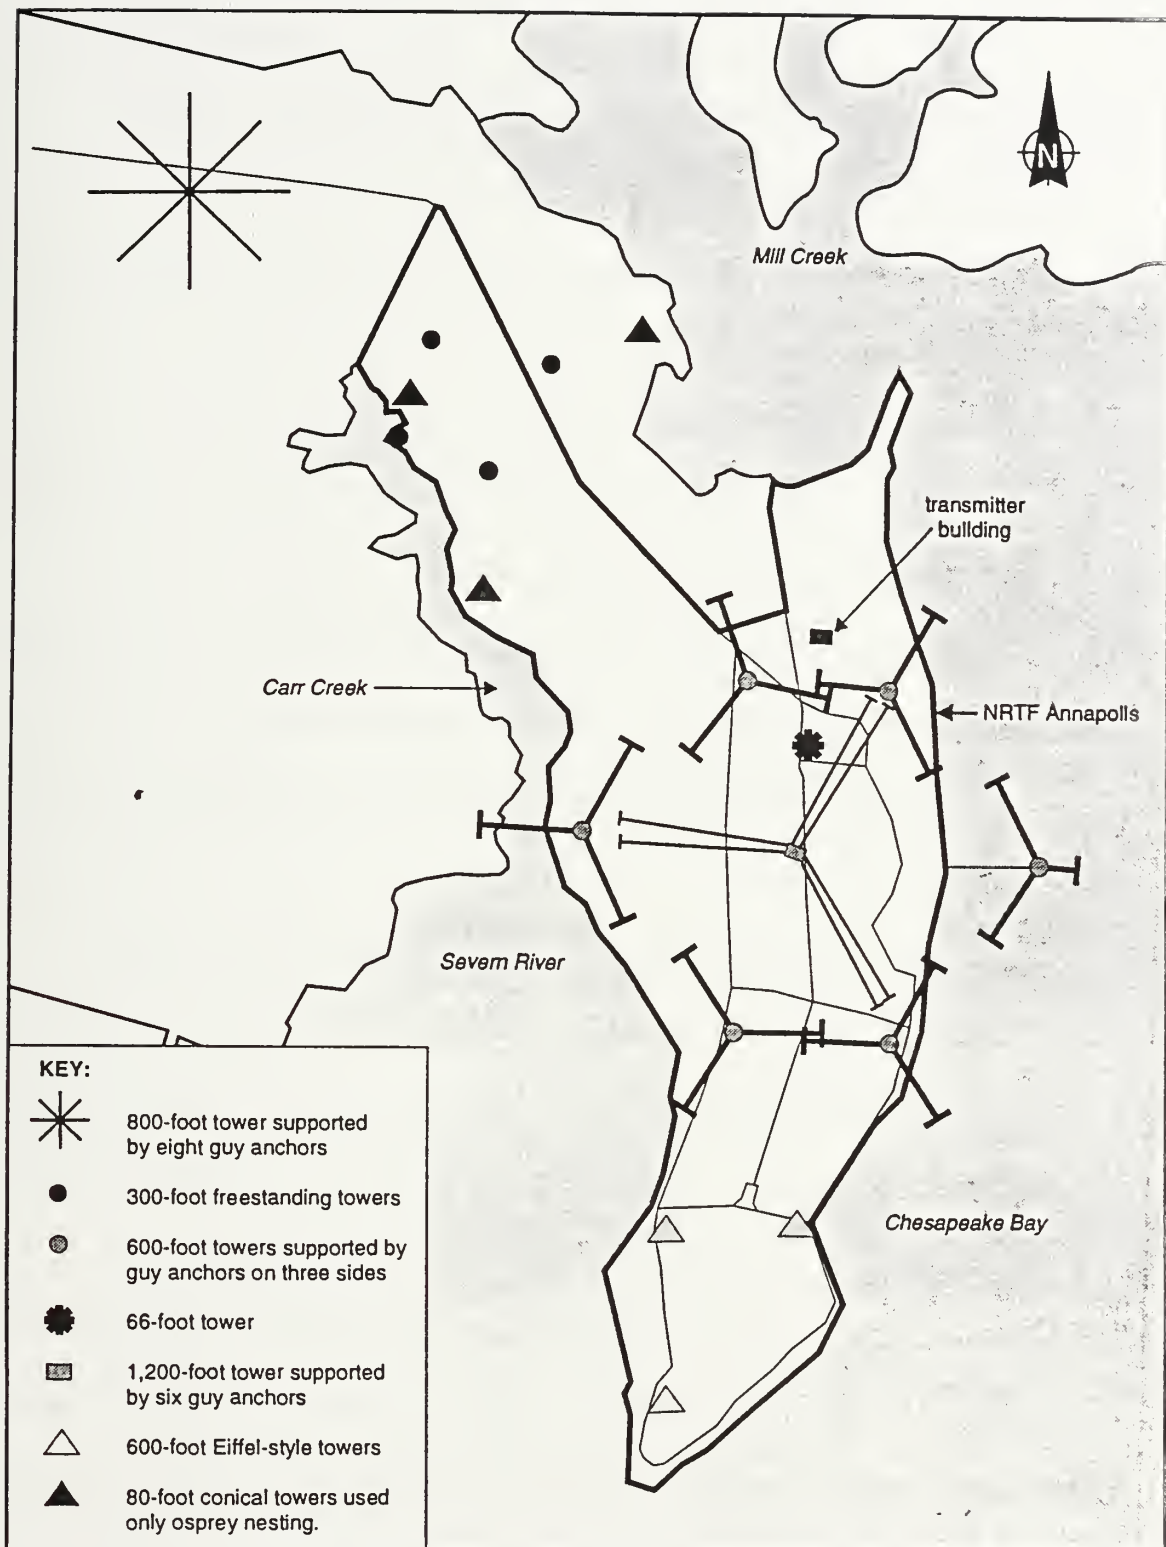 N
Mill Creek
transmitter
building
Carr Creek
NRTF Annapolis
Severn River
Chesapeake Bay
KEY:
800-foot tower supported
by eight guy anchors
300-foot freestanding towers
600-foot towers supported by
guy anchors on three sides
66-foot tower
1,200-foot tower supported
by six guy anchors
600-foot Eiffel-style towers
80-foot conical towers used
only osprey nesting.